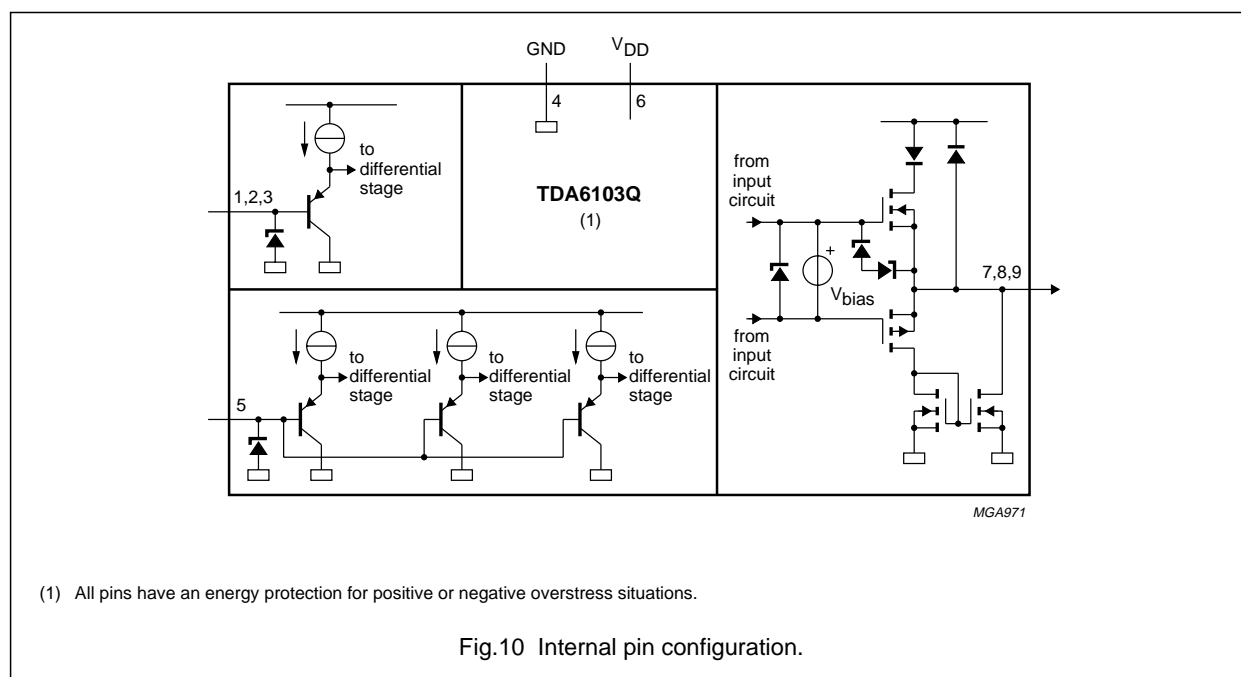 GND
VDD
4
6
to
differential
stage
1,2,3
TDA6103Q
(1)
from
input
circuit
+
Vbias
7,8,9
from
input
circuit
to
differential
stage
to
differential
stage
to
differential
stage
5
MGA971
(1) All pins have an energy protection for positive or negative overstress situations.
Fig.10 Internal pin configuration.